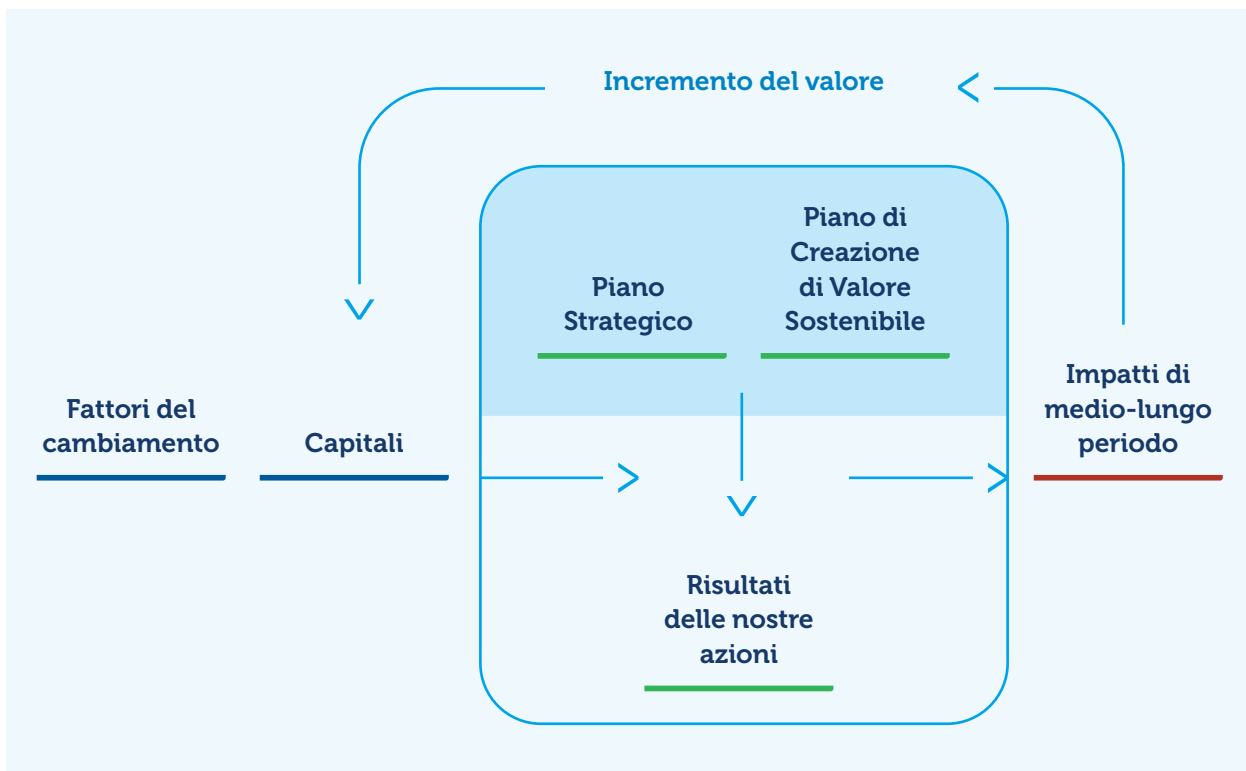 Incremento del valore
Fattori del
cambiamento
Capitali
Piano
Strategico
Piano di
Creazione
di Valore
Sostenibile
Risultati
delle nostre
azioni
Impatti di
medio-lungo
periodo